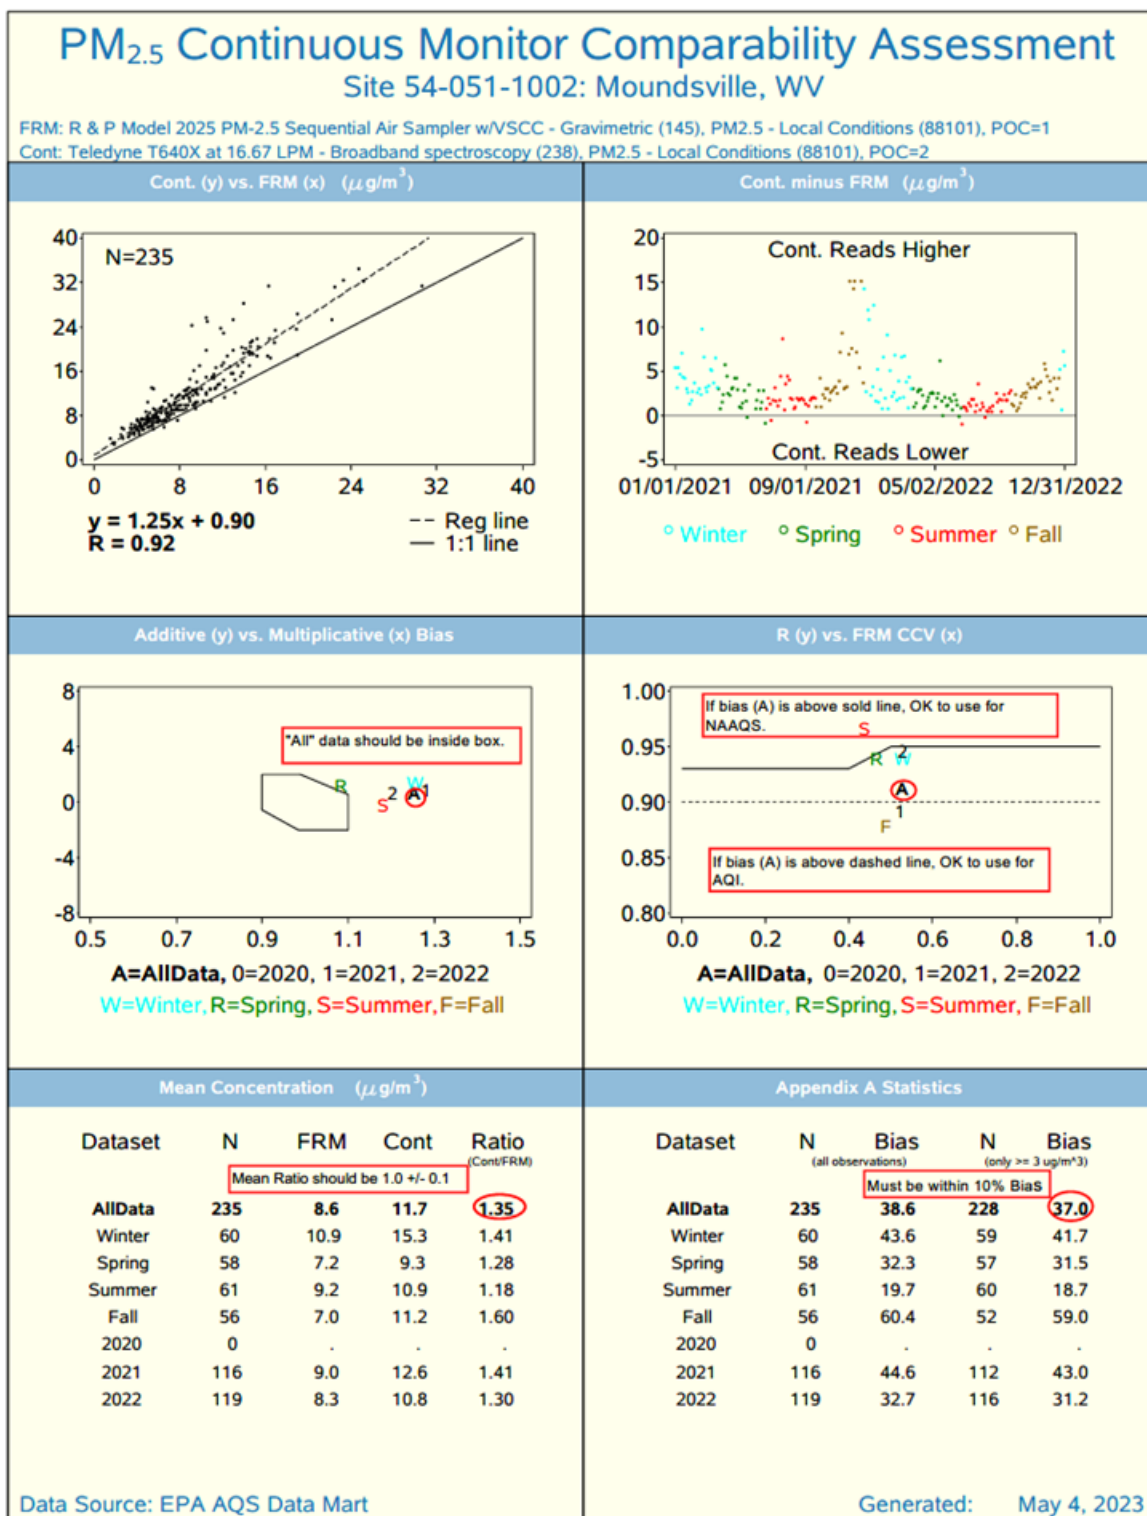 PM2.5 Continuous Monitor Comparability Assessment
Site 54-051-1002: Moundsville, WV
FRM: R & P Model 2025 PM-2.5 Sequential Air Sampler w/VSCC - Gravimetric (145), PM2.5 - Local Conditions (88101), POC=1
Cont: Teledyne T640X at 16.67 LPM - Broadband spectroscopy (238), PM2.5 - Local Conditions (88101), POC=2
Cont. (y) vs. FRM (x) (μg/m3)
40
N=235
32
24
16
8
0
0 8 16 24 32 40
y = 1.25x + 0.90
R = 0.92
-- Reg line
— 1:1 line
Cont. minus FRM (μg/m3)
20
Cont. Reads Higher
15
10
5
0
-5
Cont. Reads Lower
01/01/2021 09/01/2021 05/02/2022 12/31/2022
Winter Spring Summer Fall
Additive (y) vs. Multiplicative (x) Bias
8
"All" data should be inside box.
4
0
R W
S 2 A 1
-4
-8
0.5 0.7 0.9 1.1 1.3 1.5
A=AllData, 0=2020, 1=2021, 2=2022
W=Winter, R=Spring, S=Summer, F=Fall
R (y) vs. FRM CCV (x)
1.00
If bias (A) is above sold line, OK to use for
NAAQS.
S
0.95
R W 2
A
0.90
1
F
0.85
If bias (A) is above dashed line, OK to use for
AQI.
0.80
0.0 0.2 0.4 0.6 0.8 1.0
A=AllData, 0=2020, 1=2021, 2=2022
W=Winter, R=Spring, S=Summer, F=Fall
Mean Concentration (μg/m3)
Dataset N FRM Cont Ratio
(Cont/FRM)
Mean Ratio should be 1.0 +/- 0.1
AllData 235 8.6 11.7 1.35
Winter 60 10.9 15.3 1.41
Spring 58 7.2 9.3 1.28
Summer 61 9.2 10.9 1.18
Fall 56 7.0 11.2 1.60
2020 0 . . .
2021 116 9.0 12.6 1.41
2022 119 8.3 10.8 1.30
Appendix A Statistics
Dataset N Bias N Bias
(all observations) (only >= 3 ug/m^3)
Must be within 10% Bias
AllData 235 38.6 228 37.0
Winter 60 43.6 59 41.7
Spring 58 32.3 57 31.5
Summer 61 19.7 60 18.7
Fall 56 60.4 52 59.0
2020 0 . . .
2021 116 44.6 112 43.0
2022 119 32.7 116 31.2
Data Source: EPA AQS Data Mart
Generated: May 4, 2023